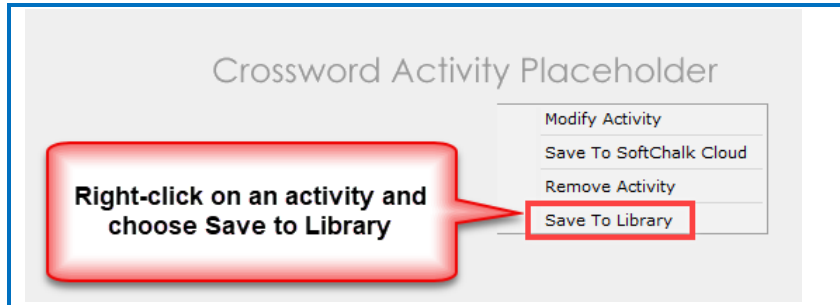 Crossword Activity Placeholder
Modify Activity
Save To SoftChalk Cloud
Remove Activity
Save To Library
Right-click on an activity and
choose Save to Library